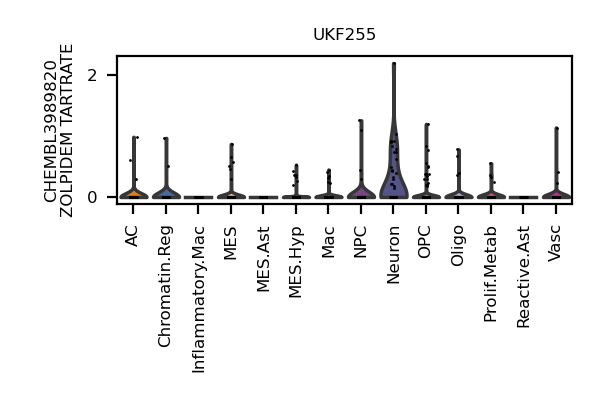 UKF255
CHEMBL3989820
ZOLPIDEM TARTRATE
2
0
AC
Chromatin.Reg
Inflammatory.Mac
MES
MES.Ast
MES.Hyp
Mac
NPC
Neuron
OPC
Oligo
Prolif.Metab
Reactive.Ast
Vasc